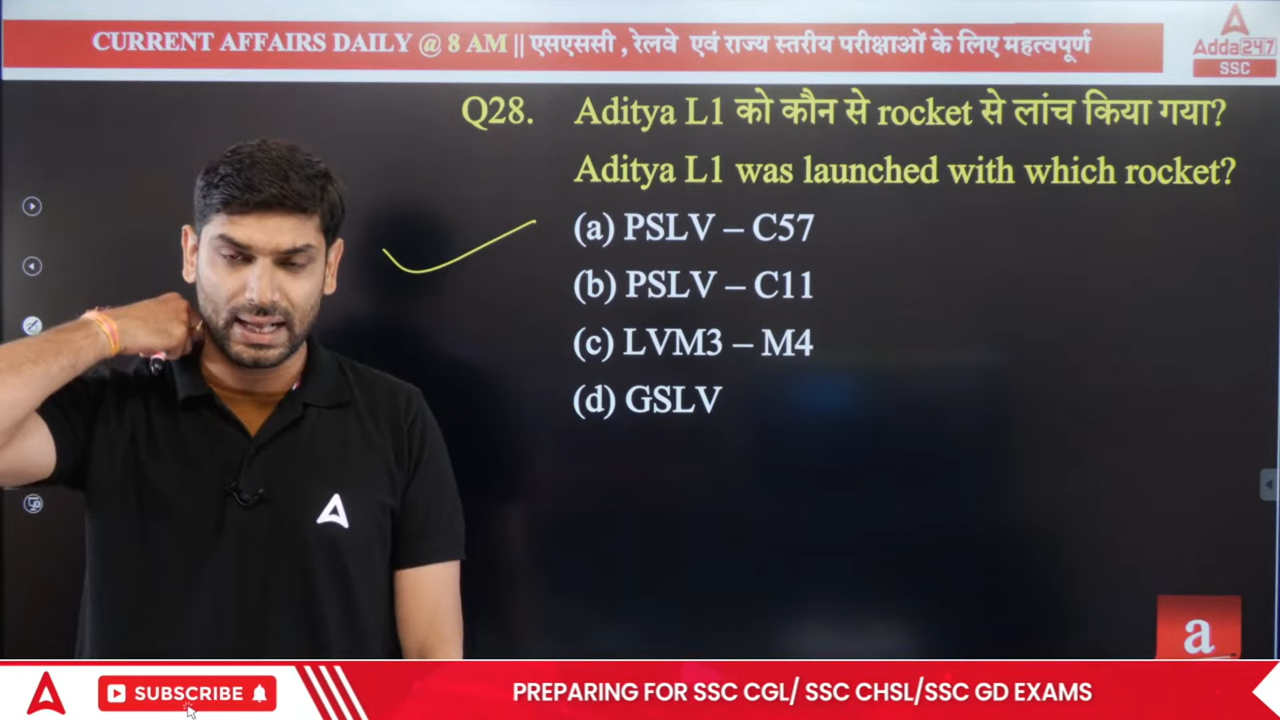 CURRENT AFFAIRS DAILY @ 8 AM || एसएससी , रेलवे एवं राज्य स्तरीय परीक्षाओं के लिए महत्वपूर्ण
Adda 247
SSC
Q28. Aditya L1 को कौन से rocket से लांच किया गया?
Aditya L1 was launched with which rocket?
(a) PSLV – C57
(b) PSLV – C11
(c) LVM3 – M4
(d) GSLV
a
SUBSCRIBE
PREPARING FOR SSC CGL/ SSC CHSL/SSC GD EXAMS